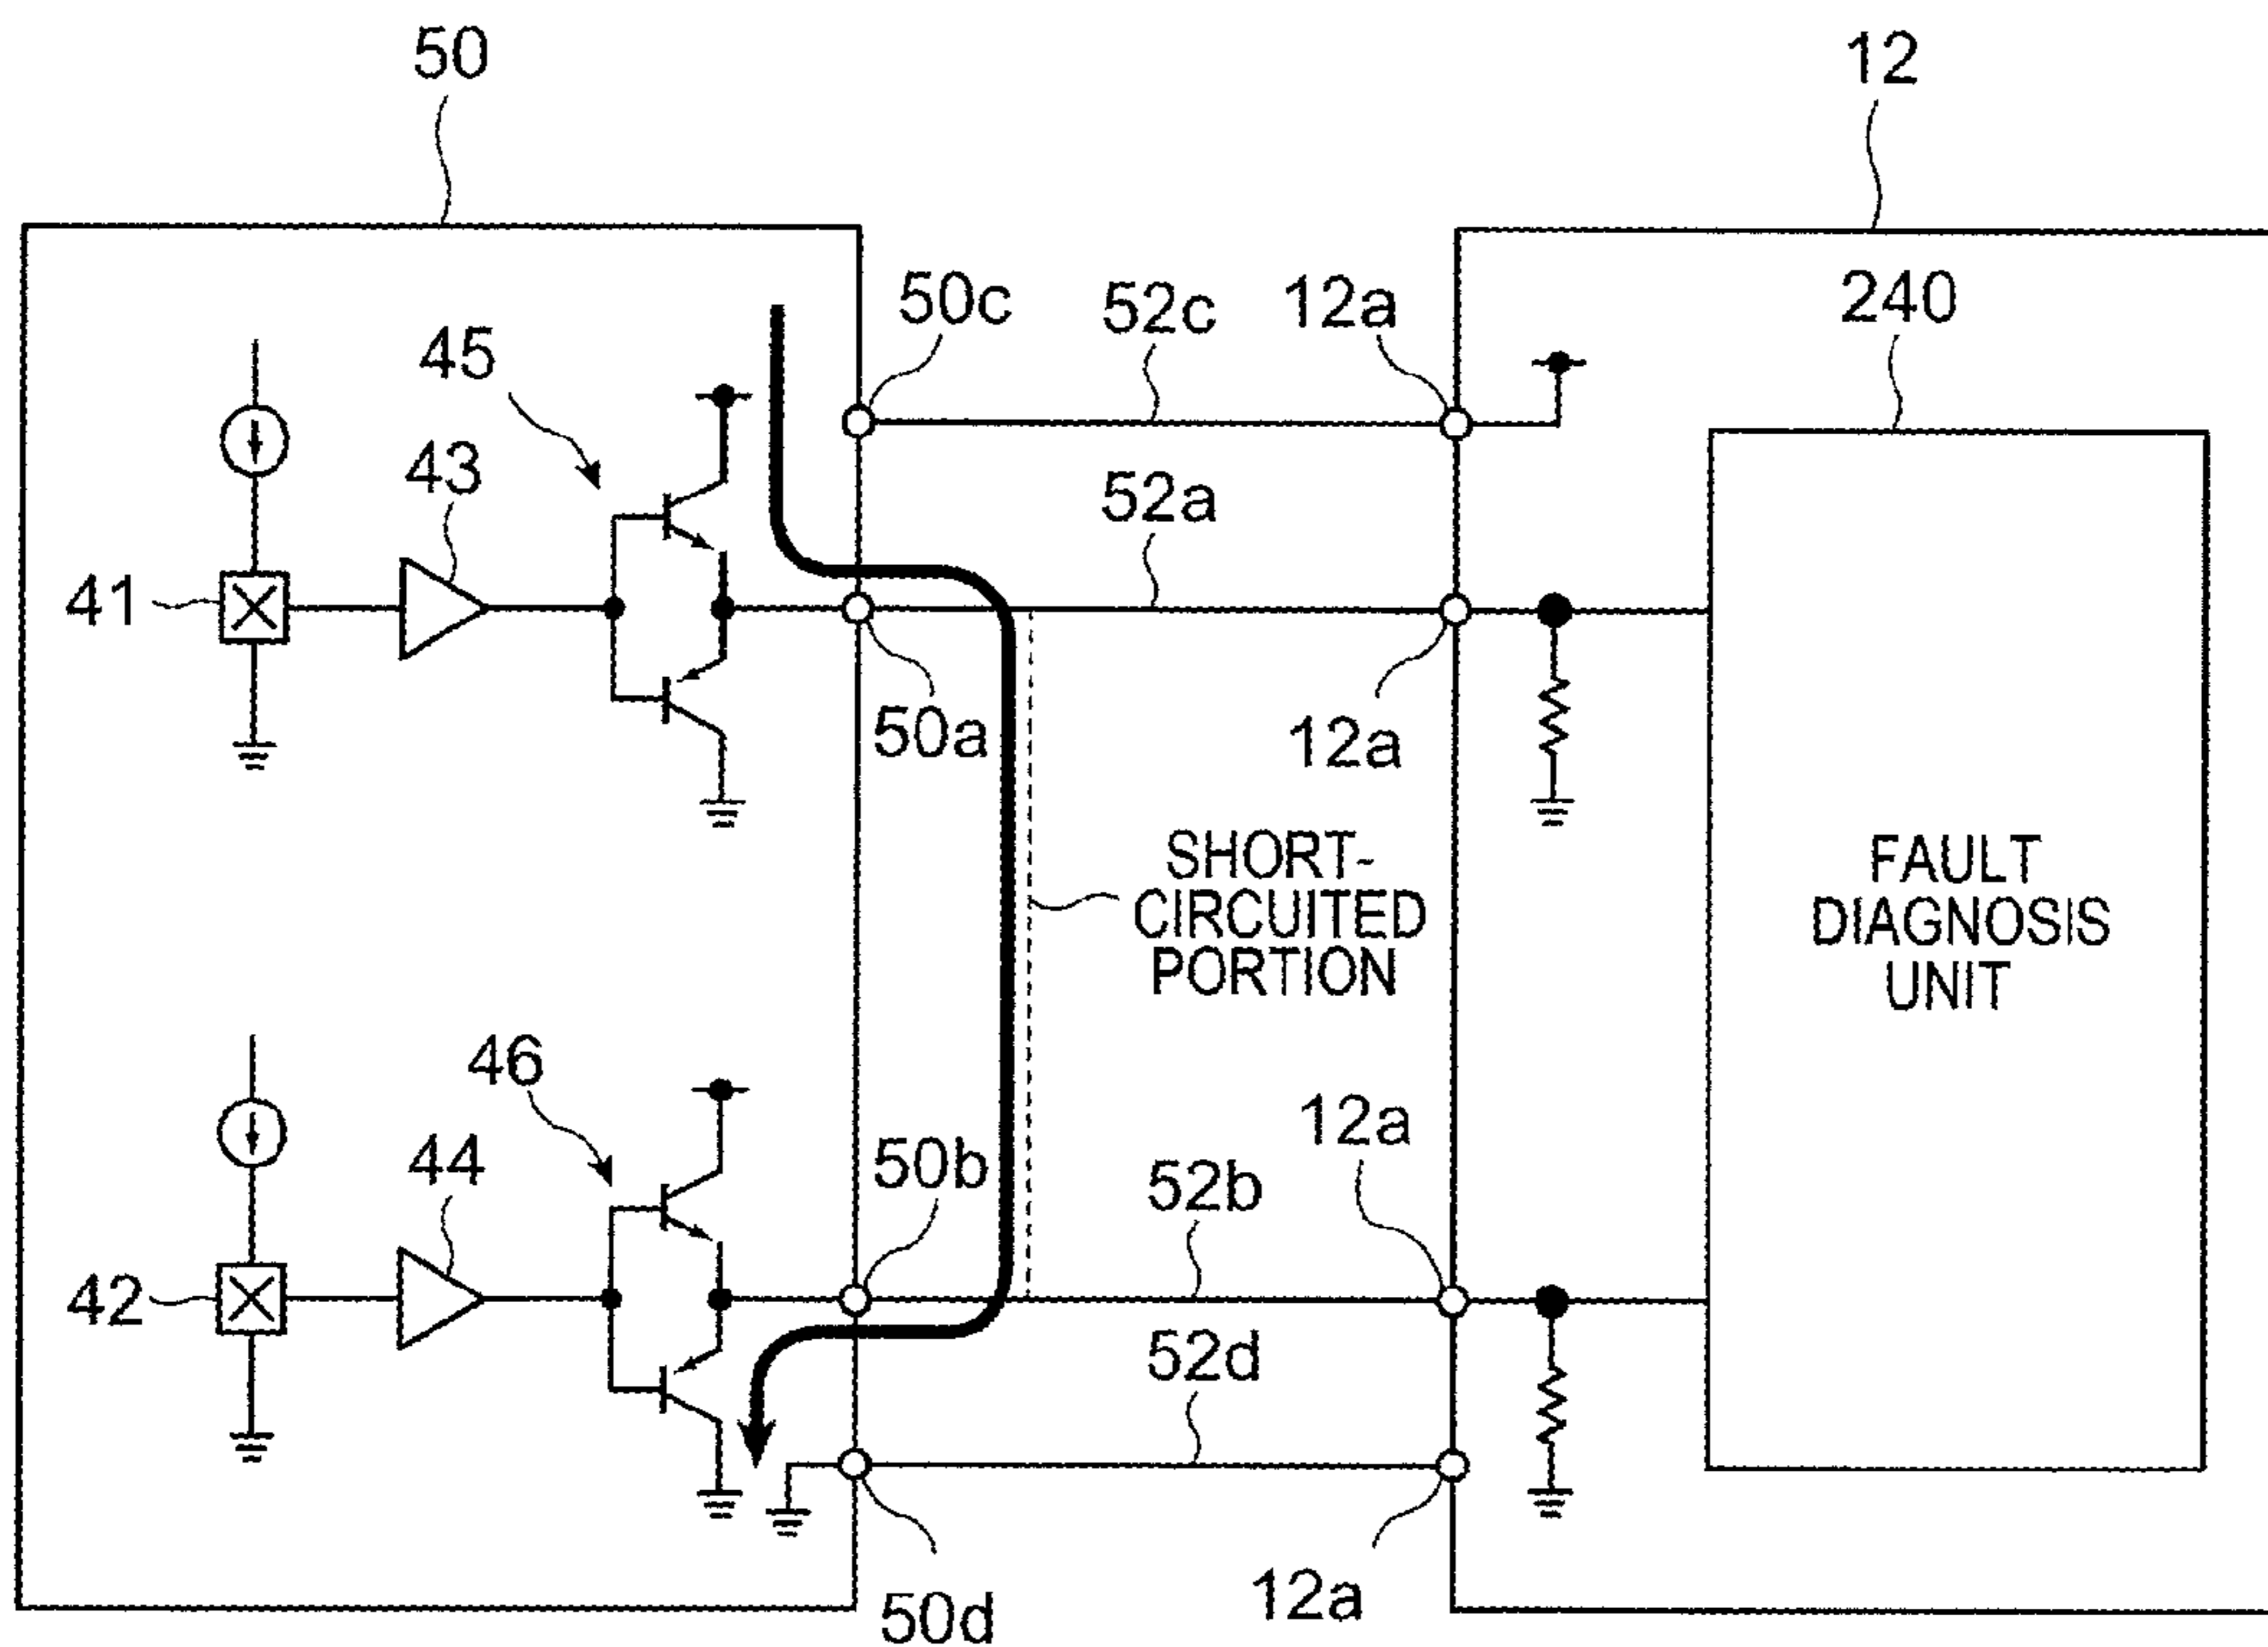 50
12
50c
52c
12a
240
45
43
52a
41
50a
12a
SHORT-
CIRCUITED
PORTION
FAULT
DIAGNOSIS
UNIT
46
44
50b
52b
12a
42
52d
50d
12a